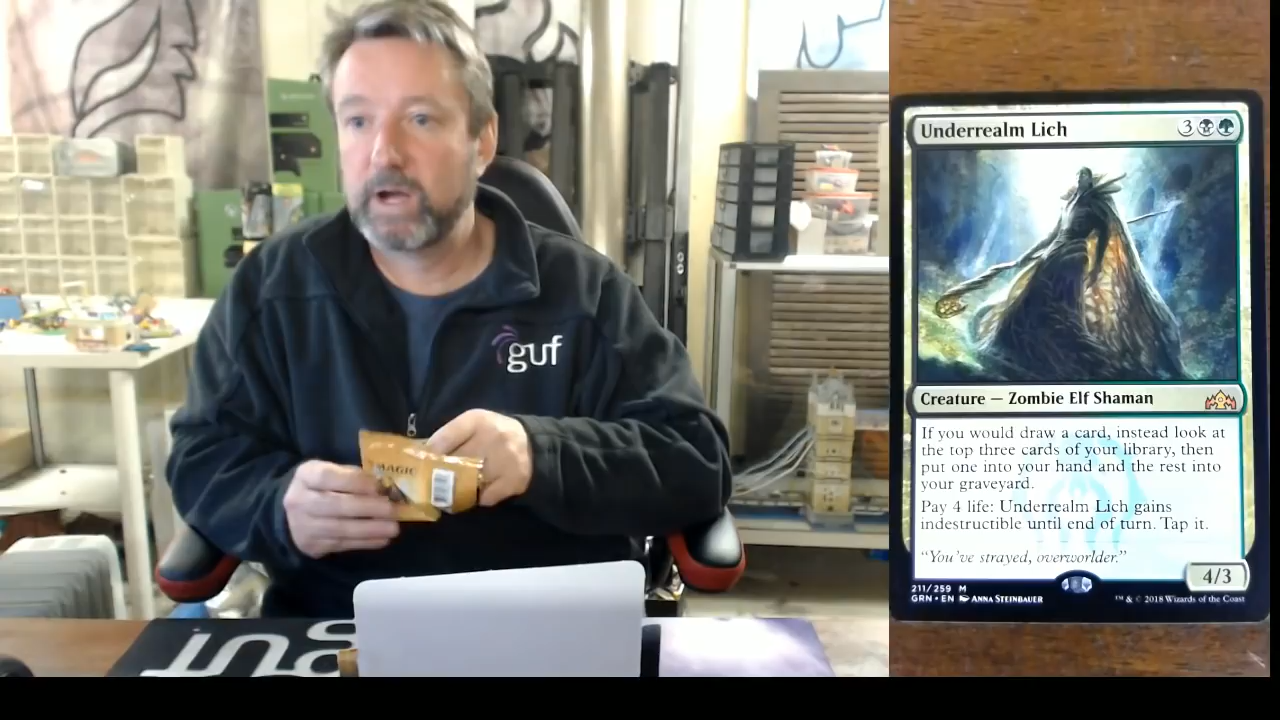 guf
MAGIC
GUF
Underrealm Lich
3
Creature — Zombie Elf Shaman
If you would draw a card, instead look at
the top three cards of your library, then
put one into your hand and the rest into
your graveyard.
Pay 4 life: Underrealm Lich gains
indestructible until end of turn. Tap it.
“You’ve strayed, overworlder.”
4/3
211/259 M
GRN • EN Anna Steinbauer
™ & © 2018 Wizards of the Coast